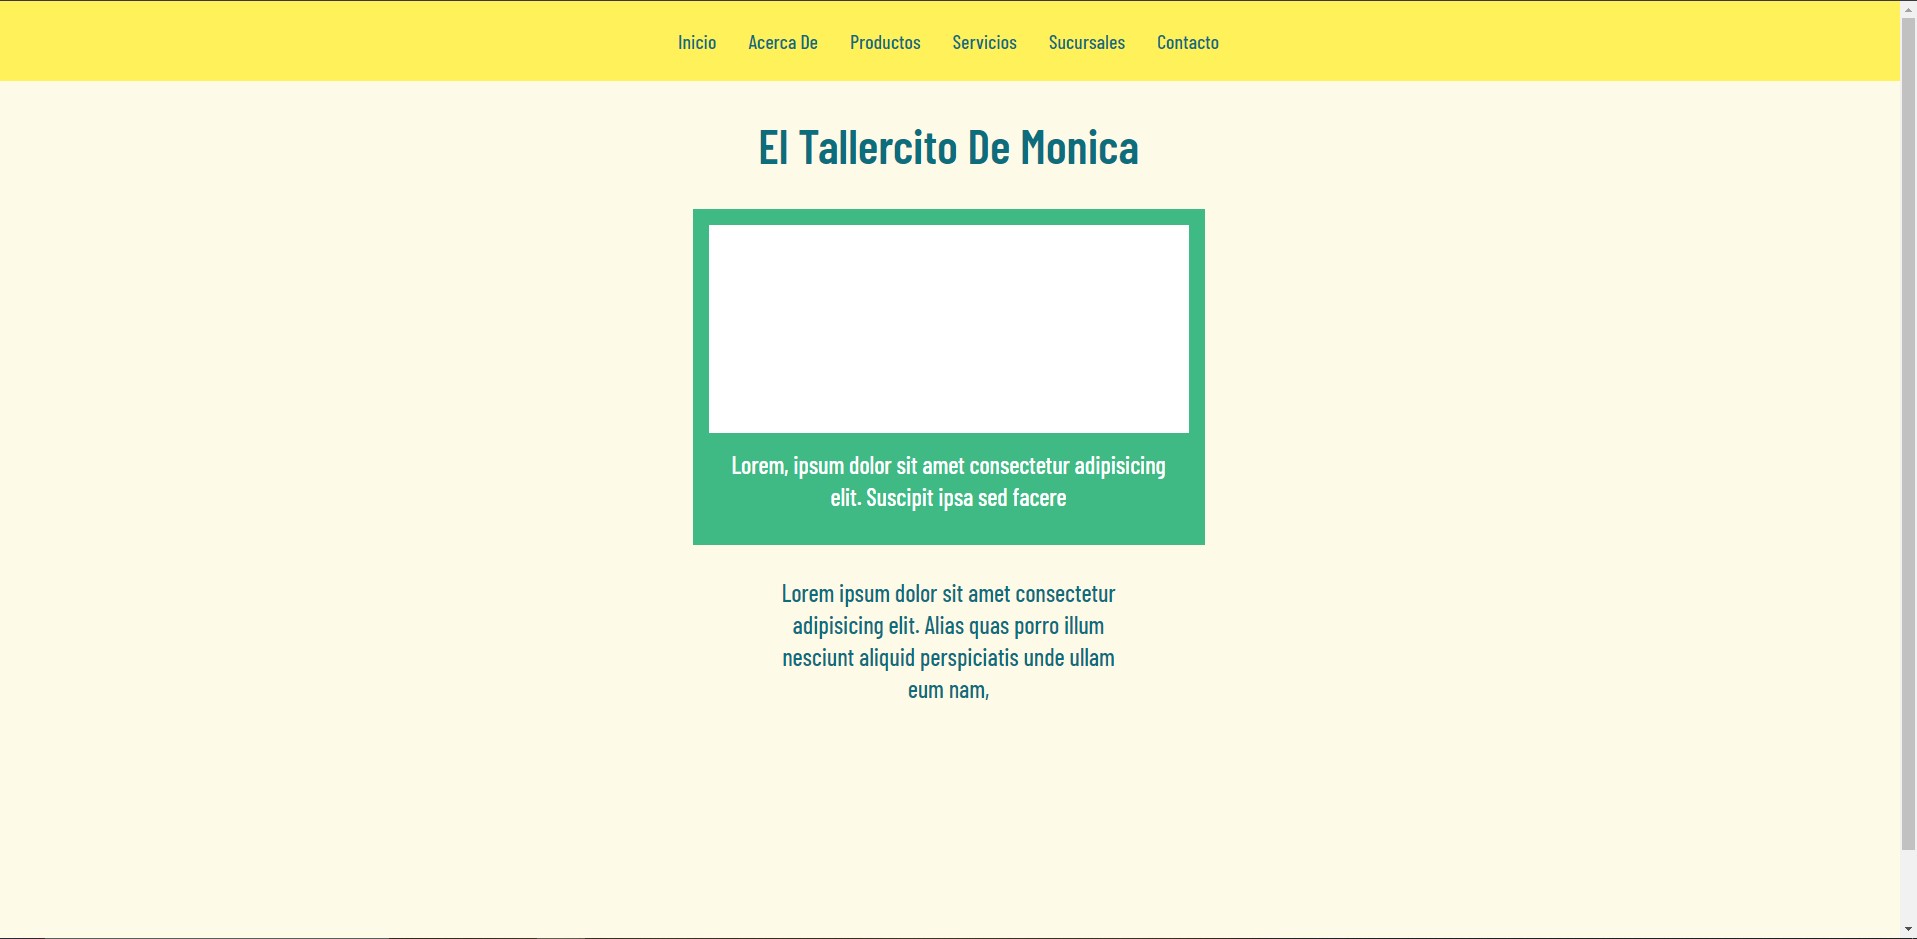 Inicio Acerca De Productos Servicios Sucursales Contacto
El Tallercito De Monica
Lorem, ipsum dolor sit amet consectetur adipisicing
elit. Suscipit ipsa sed facere
Lorem ipsum dolor sit amet consectetur
adipisicing elit. Alias quas porro illum
nesciunt aliquid perspiciatis unde ullam
eum nam,